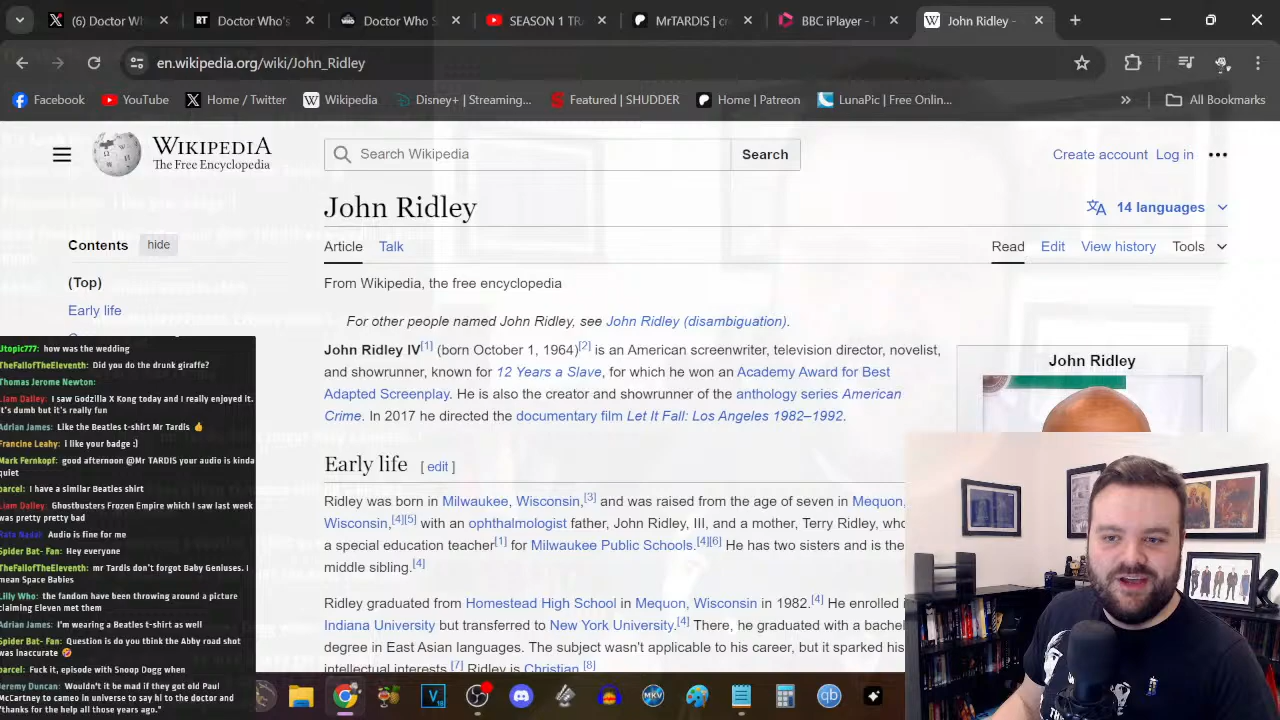 (6) Doctor Wh
Doctor Who's
Doctor Who S
SEASON 1 TR
MrTARDIS | cr
BBC iPlayer - 
John Ridley -
en.wikipedia.org/wiki/John_Ridley
Facebook
YouTube
Home / Twitter
Wikipedia
Disney+ | Streaming...
Featured | SHUDDER
Home | Patreon
LunaPic | Free Onlin...
All Bookmarks
WIKIPEDIA
The Free Encyclopedia
Search Wikipedia
Search
Create account
Log in
John Ridley
14 languages
Contents
hide
(Top)
Early life
Article
Talk
Read
Edit
View history
Tools
From Wikipedia, the free encyclopedia
For other people named John Ridley, see John Ridley (disambiguation).
John Ridley IV[1] (born October 1, 1964)[2] is an American screenwriter, television director, novelist,
and showrunner, known for 12 Years a Slave, for which he won an Academy Award for Best
Adapted Screenplay. He is also the creator and showrunner of the anthology series American
Crime. In 2017 he directed the documentary film Let It Fall: Los Angeles 1982–1992.
John Ridley
Early life [ edit ]
Ridley was born in Milwaukee, Wisconsin,[3] and was raised from the age of seven in Mequon,
Wisconsin,[4][5] with an ophthalmologist father, John Ridley, III, and a mother, Terry Ridley, who
a special education teacher[1] for Milwaukee Public Schools.[4][6] He has two sisters and is the
middle sibling.[4]
Ridley graduated from Homestead High School in Mequon, Wisconsin in 1982.[4] He enrolled i
Indiana University but transferred to New York University.[4] There, he graduated with a bachel
degree in East Asian languages. The subject wasn't applicable to his career, but it sparked his
intellectual interests.[7] Ridley is Christian.[8]
Utopic777: how was the wedding
TheFallofTheEleventh: Did you do the drunk giraffe?
Thomas Jerome Newton:
Liam Dalley: I saw Godzilla X Kong today and I really enjoyed it.
it's dumb but it's really fun
Adrian James: Like the Beatles t-shirt Mr Tardis 👍
Francine Leahy: i like your badge :)
Mark Fernkopf: good afternoon @Mr TARDIS your audio is kinda
quiet
parcel: I have a similar Beatles shirt
Liam Dalley: Ghostbusters Frozen Empire which I saw last week
was pretty pretty bad
Rafa Nadal: Audio is fine for me
Spider Bat- Fan: Hey everyone
TheFallofTheEleventh: mr Tardis don't forgot Baby Geniuses. I
mean Space Babies
Lilly Who: the fandom have been throwing around a picture
claiming Eleven met them
Adrian James: I'm wearing a Beatles t-shirt as well
Spider Bat- Fan: Question is do you think the Abby road shot
was inaccurate 🤣
parcel: Fuck it, episode with Snoop Dogg when
Jeremy Duncan: Wouldn't it be mad if they got old Paul
McCartney to cameo in universe to say hi to the doctor and
"thanks for the help all those years ago."